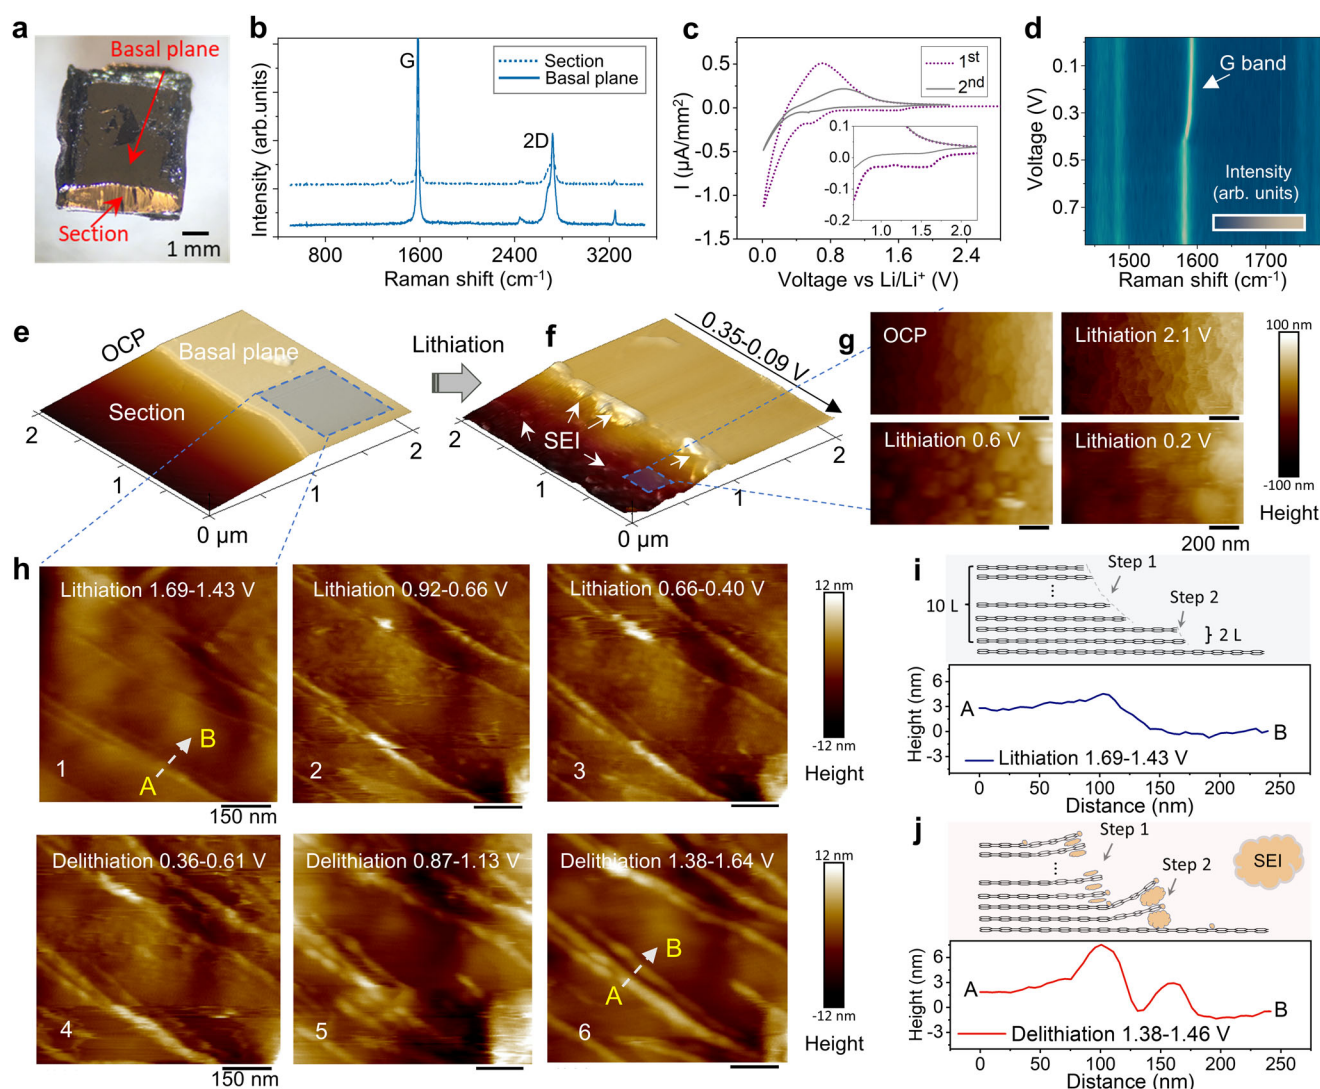 a
Basal plane
Section
1 mm
b
Intensity (arb.units)
G
2D
Section
Basal plane
800
1600
2400
3200
Raman shift (cm⁻¹)
c
I (μA/mm²)
0.5
0.0
-0.5
-1.0
-1.5
1st
2nd
0.1
0.0
-0.1
-0.2
1.0
1.5
2.0
0.0
0.8
1.6
2.4
Voltage vs Li/Li⁺ (V)
d
Voltage (V)
0.1
0.3
0.5
0.7
G band
Intensity
(arb. units)
1500
1600
1700
Raman shift (cm⁻¹)
e
OCP
Basal plane
Section
2
1
0 μm
1
2
Lithiation
f
0.35-0.09 V
SEI
2
1
0 μm
1
2
g
OCP
Lithiation 2.1 V
Lithiation 0.6 V
Lithiation 0.2 V
200 nm
100 nm
-100 nm
Height
h
Lithiation 1.69-1.43 V
B
A
1
150 nm
Lithiation 0.92-0.66 V
2
Lithiation 0.66-0.40 V
3
12 nm
-12 nm
Height
Delithiation 0.36-0.61 V
4
150 nm
Delithiation 0.87-1.13 V
5
Delithiation 1.38-1.64 V
B
A
6
12 nm
-12 nm
Height
i
10 L
Step 1
Step 2
2 L
Height (nm)
6
3
0
-3
A
B
Lithiation 1.69-1.43 V
0
50
100
150
200
250
Distance (nm)
j
Step 1
Step 2
SEI
Height (nm)
6
3
0
-3
A
B
Delithiation 1.38-1.46 V
0
50
100
150
200
250
Distance (nm)